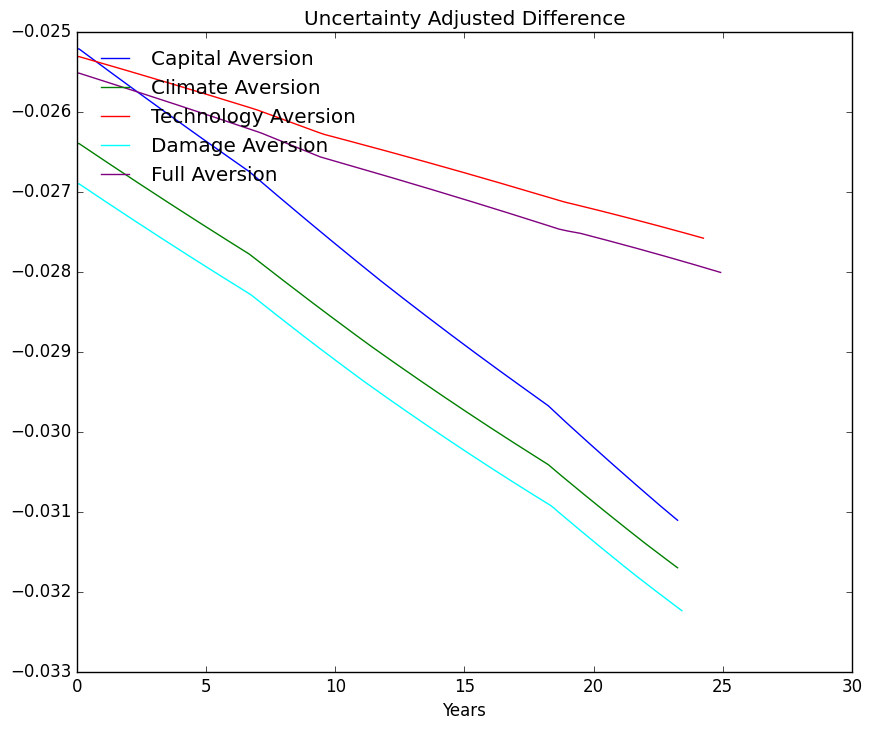 Uncertainty Adjusted Difference
−0.025
Capital Aversion
Climate Aversion
−0.026
Technology Aversion
Damage Aversion
Full Aversion
−0.027
−0.028
−0.029
−0.030
−0.031
−0.032
−0.033
0 5 10 15 20 25 30
Years